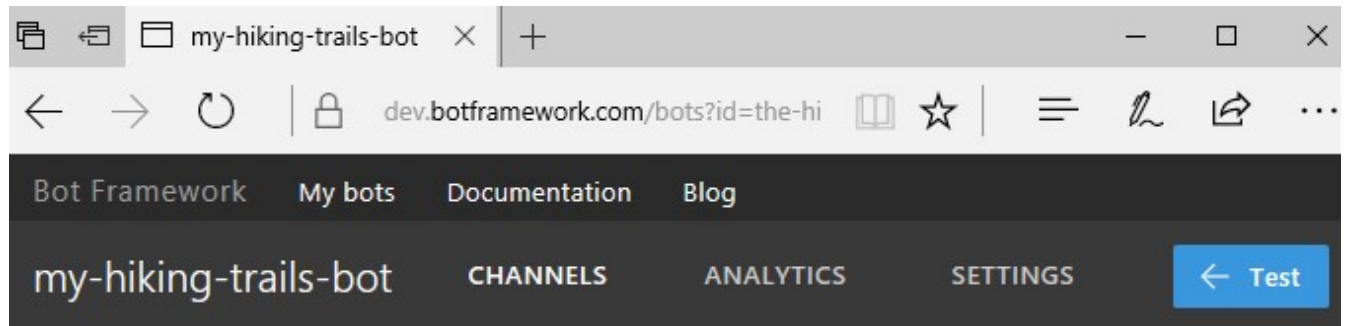 my-hiking-trails-bot
dev.botframework.com/bots?id=the-hi
Bot Framework My bots Documentation Blog
my-hiking-trails-bot CHANNELS ANALYTICS SETTINGS Test